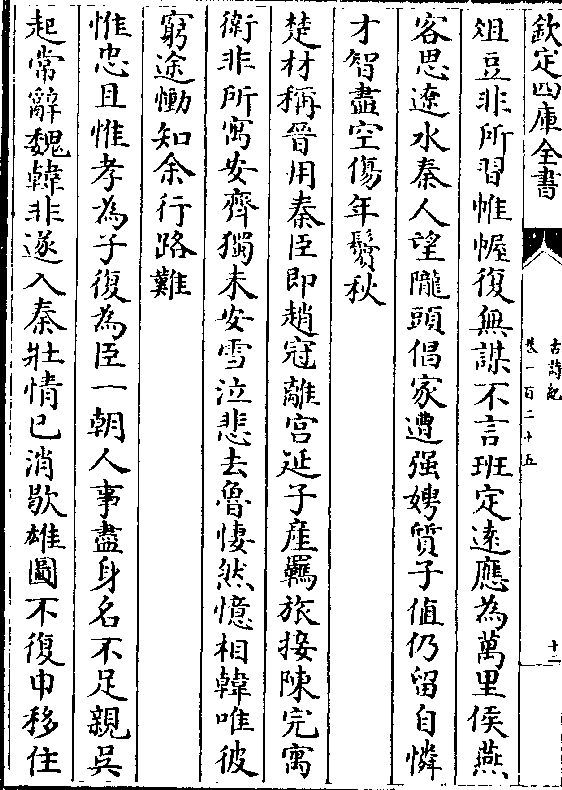 欽定四庫全書
古詩紀
卷一百二十五
十二
俎豆非所習帷幄復無謀不言班定遠應為萬里侯燕
客思遼水秦人望隴頭倡家遭强娉質子值仍留自憐
才智盡空傷年鬢秋
楚材稱晉用秦臣即趙冠離宮延子産羈旅接陳完寓
衛非所寓安齊獨未安雪泣悲去魯悽然憶相韓唯彼
窮途慟知余行路難
惟忠且惟孝為子復為臣一朝人事盡身名不足親吳
起常辭魏韓非遂入秦壯情已消歇雄圖不復申移住